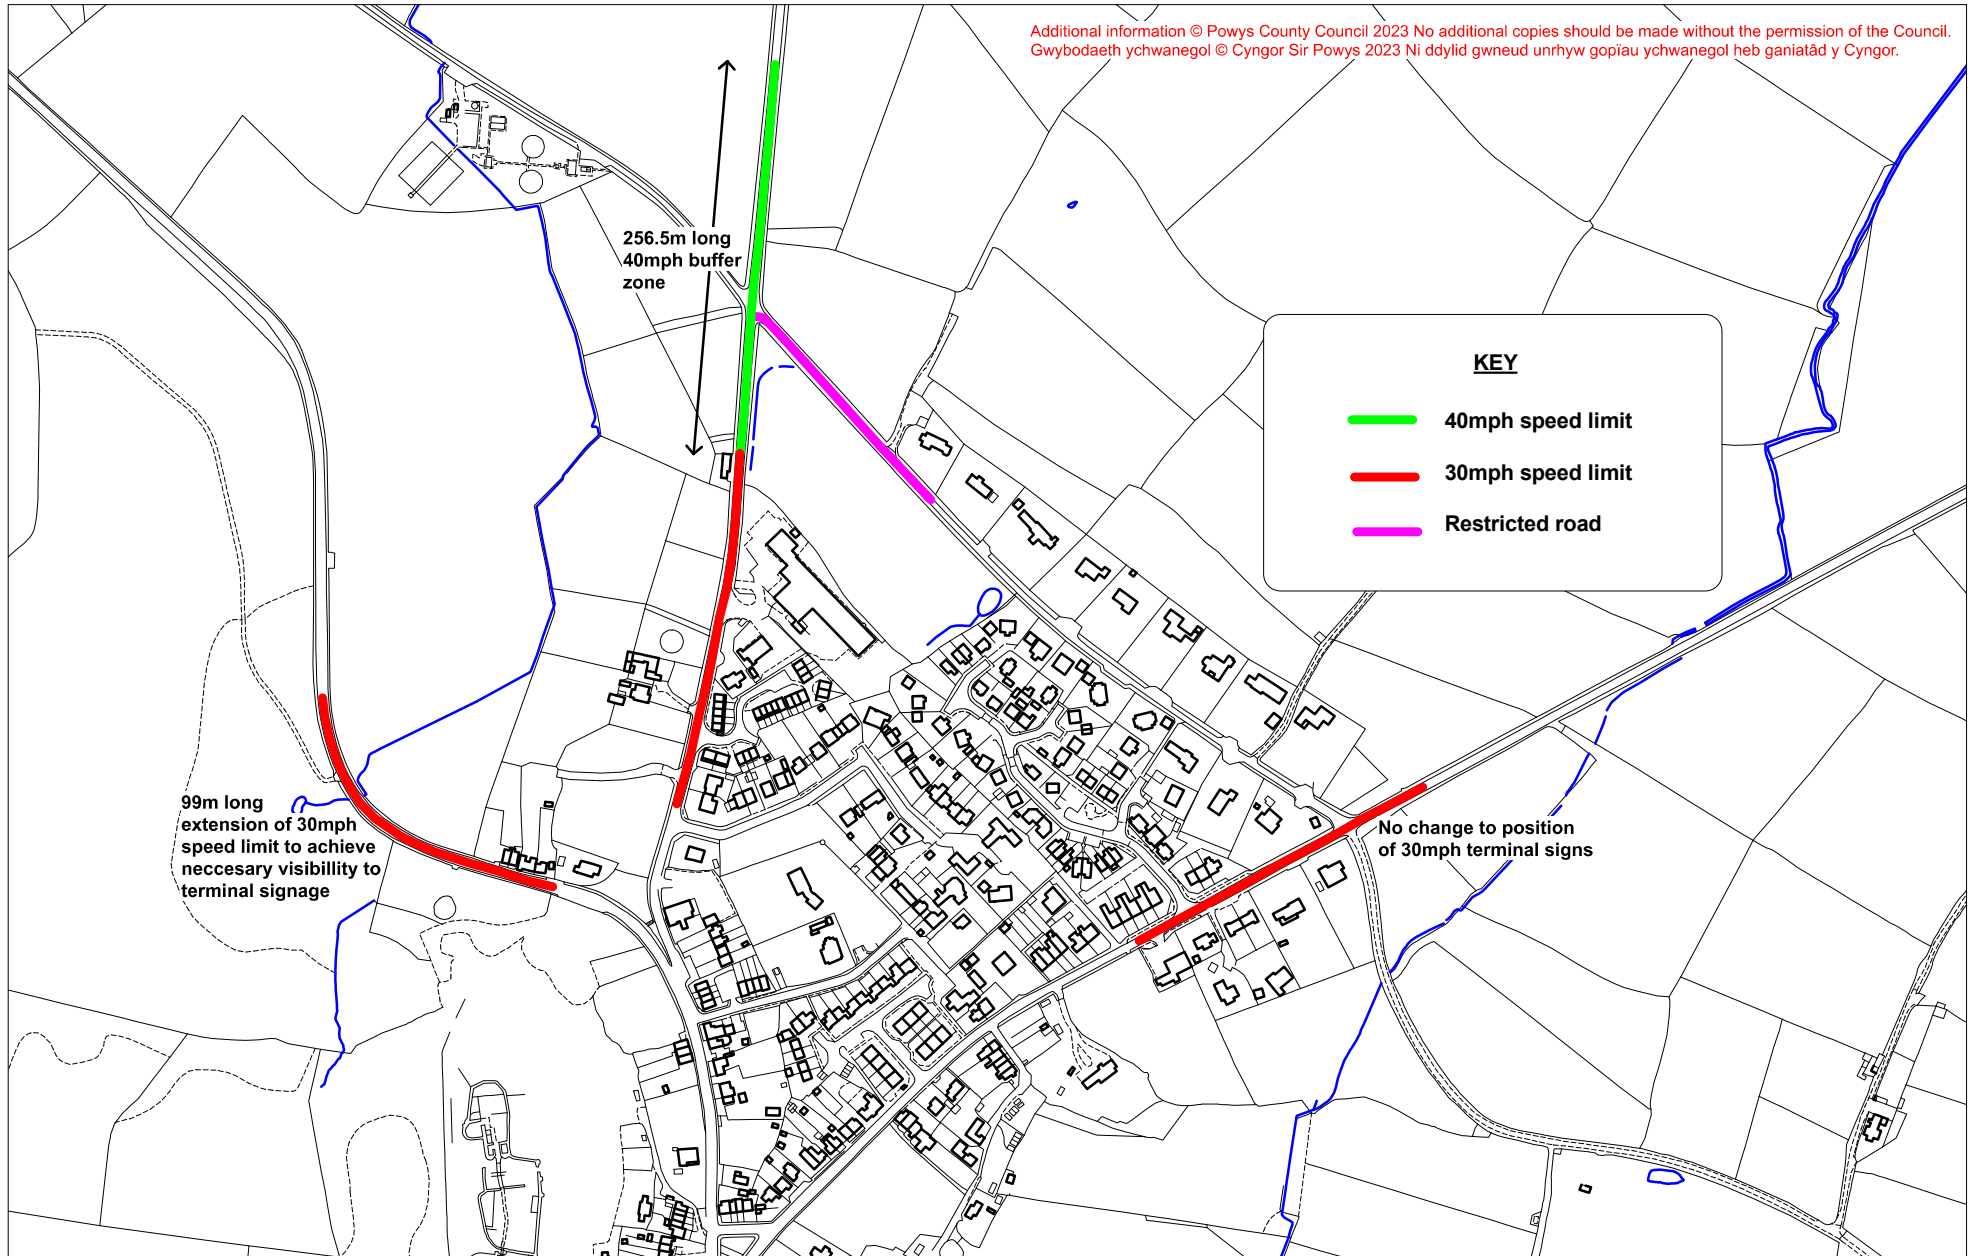 Additional information © Powys County Council 2023 No additional copies should be made without the permission of the Council.
Gwybodaeth ychwanegol © Cyngor Sir Powys 2023 Ni ddylid gwneud unrhyw gopïau ychwanegol heb ganiatâd y Cyngor.
256.5m long
40mph buffer
zone
KEY
40mph speed limit
30mph speed limit
Restricted road
99m long
extension of 30mph
speed limit to achieve
neccesary visibillity to
terminal signage
No change to position
of 30mph terminal signs